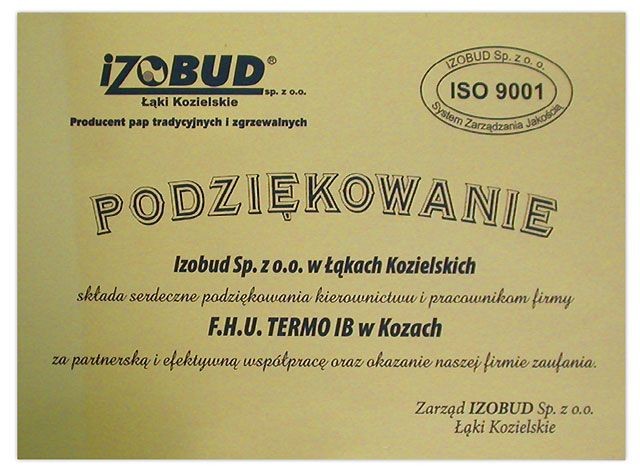 iZOBUD®
sp. z o.o.
Łąki Kozielskie
Producent pap tradycyjnych i zgrzewalnych
IZOBUD Sp. z o. o.
ISO 9001
System Zarządzania Jakością
PODZIĘKOWANIE
Izobud Sp. z o.o. w Łąkach Kozielskich
składa serdeczne podziękowania kierownictwu i pracownikom firmy
F.H.U. TERMO IB w Kozach
za partnerską i efektywną współpracę oraz okazanie naszej firmie zaufania.
Zarząd IZOBUD Sp. z o.o.
Łąki Kozielskie